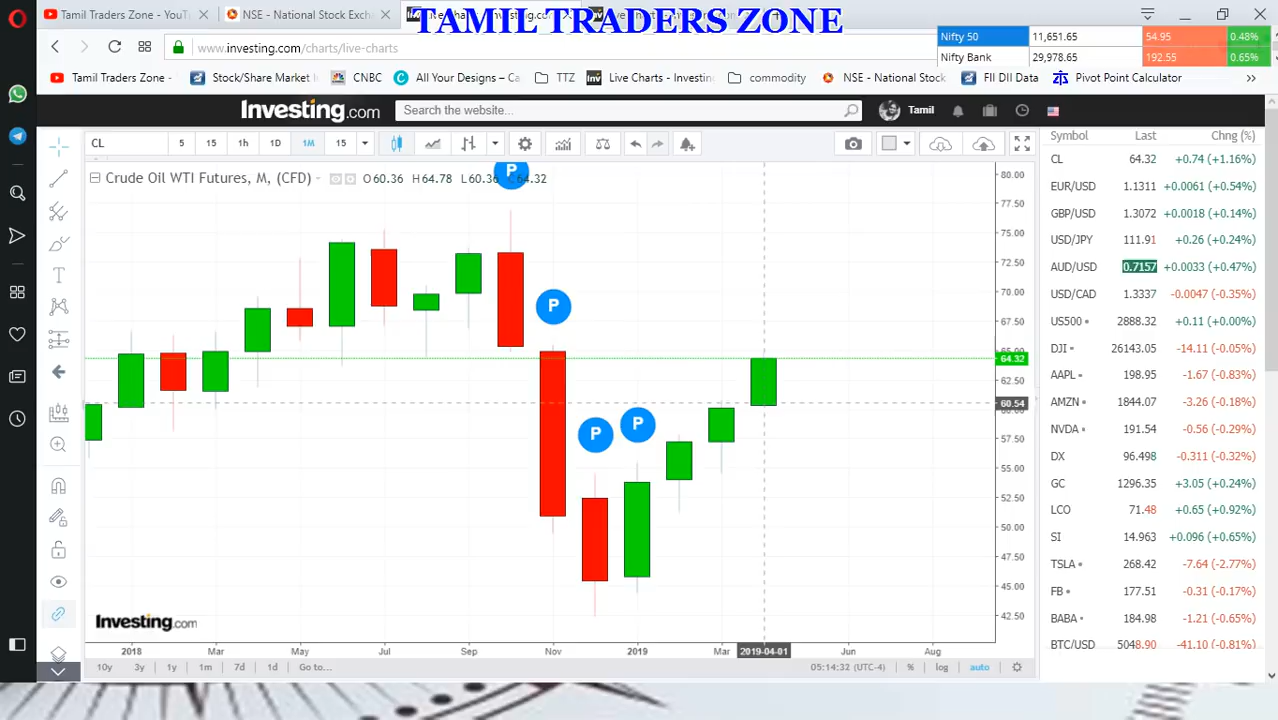 Tamil Traders Zone - YouT
NSE - National Stock Exchan
TAMIL TRADERS ZONE
www.investing.com/charts/live-charts
Nifty 50 11,651.65 54.95 0.48%
Nifty Bank 29,978.65 192.55 0.65%
Tamil Traders Zone - Stock/Share Market I CNBC All Your Designs – Ca TTZ Live Charts - Investin commodity NSE - National Stock FII DII Data Pivot Point Calculator »
Investing.com Search the website... Tamil
CL 5 15 1h 1D 1M 15
Crude Oil WTI Futures, M, (CFD) O60.36 H64.78 L60.36 C64.32
P
P
P
P
80.00
77.50
75.00
72.50
70.00
67.50
65.00
64.32
62.50
60.54
60.00
57.50
55.00
52.50
50.00
47.50
45.00
42.50
Investing.com
2018 Mar May Jul Sep Nov 2019 Mar 2019-04-01 Jun Aug
10y 3y 1y 1m 7d 1d Go to... 05:14:32 (UTC-4) % log auto
Symbol Last Chng (%)
CL 64.32 +0.74 (+1.16%)
EUR/USD 1.1311 +0.0061 (+0.54%)
GBP/USD 1.3072 +0.0018 (+0.14%)
USD/JPY 111.91 +0.26 (+0.24%)
AUD/USD 0.7157 +0.0033 (+0.47%)
USD/CAD 1.3337 -0.0047 (-0.35%)
US500 2888.32 +0.11 (+0.00%)
DJI 26143.05 -14.11 (-0.05%)
AAPL 198.95 -1.67 (-0.83%)
AMZN 1844.07 -3.26 (-0.18%)
NVDA 191.54 -0.56 (-0.29%)
DX 96.498 -0.311 (-0.32%)
GC 1296.35 +3.05 (+0.24%)
LCO 71.48 +0.65 (+0.92%)
SI 14.963 +0.096 (+0.65%)
TSLA 268.42 -7.64 (-2.77%)
FB 177.51 -0.31 (-0.17%)
BABA 184.98 -1.21 (-0.65%)
BTC/USD 5048.90 -41.10 (-0.81%)